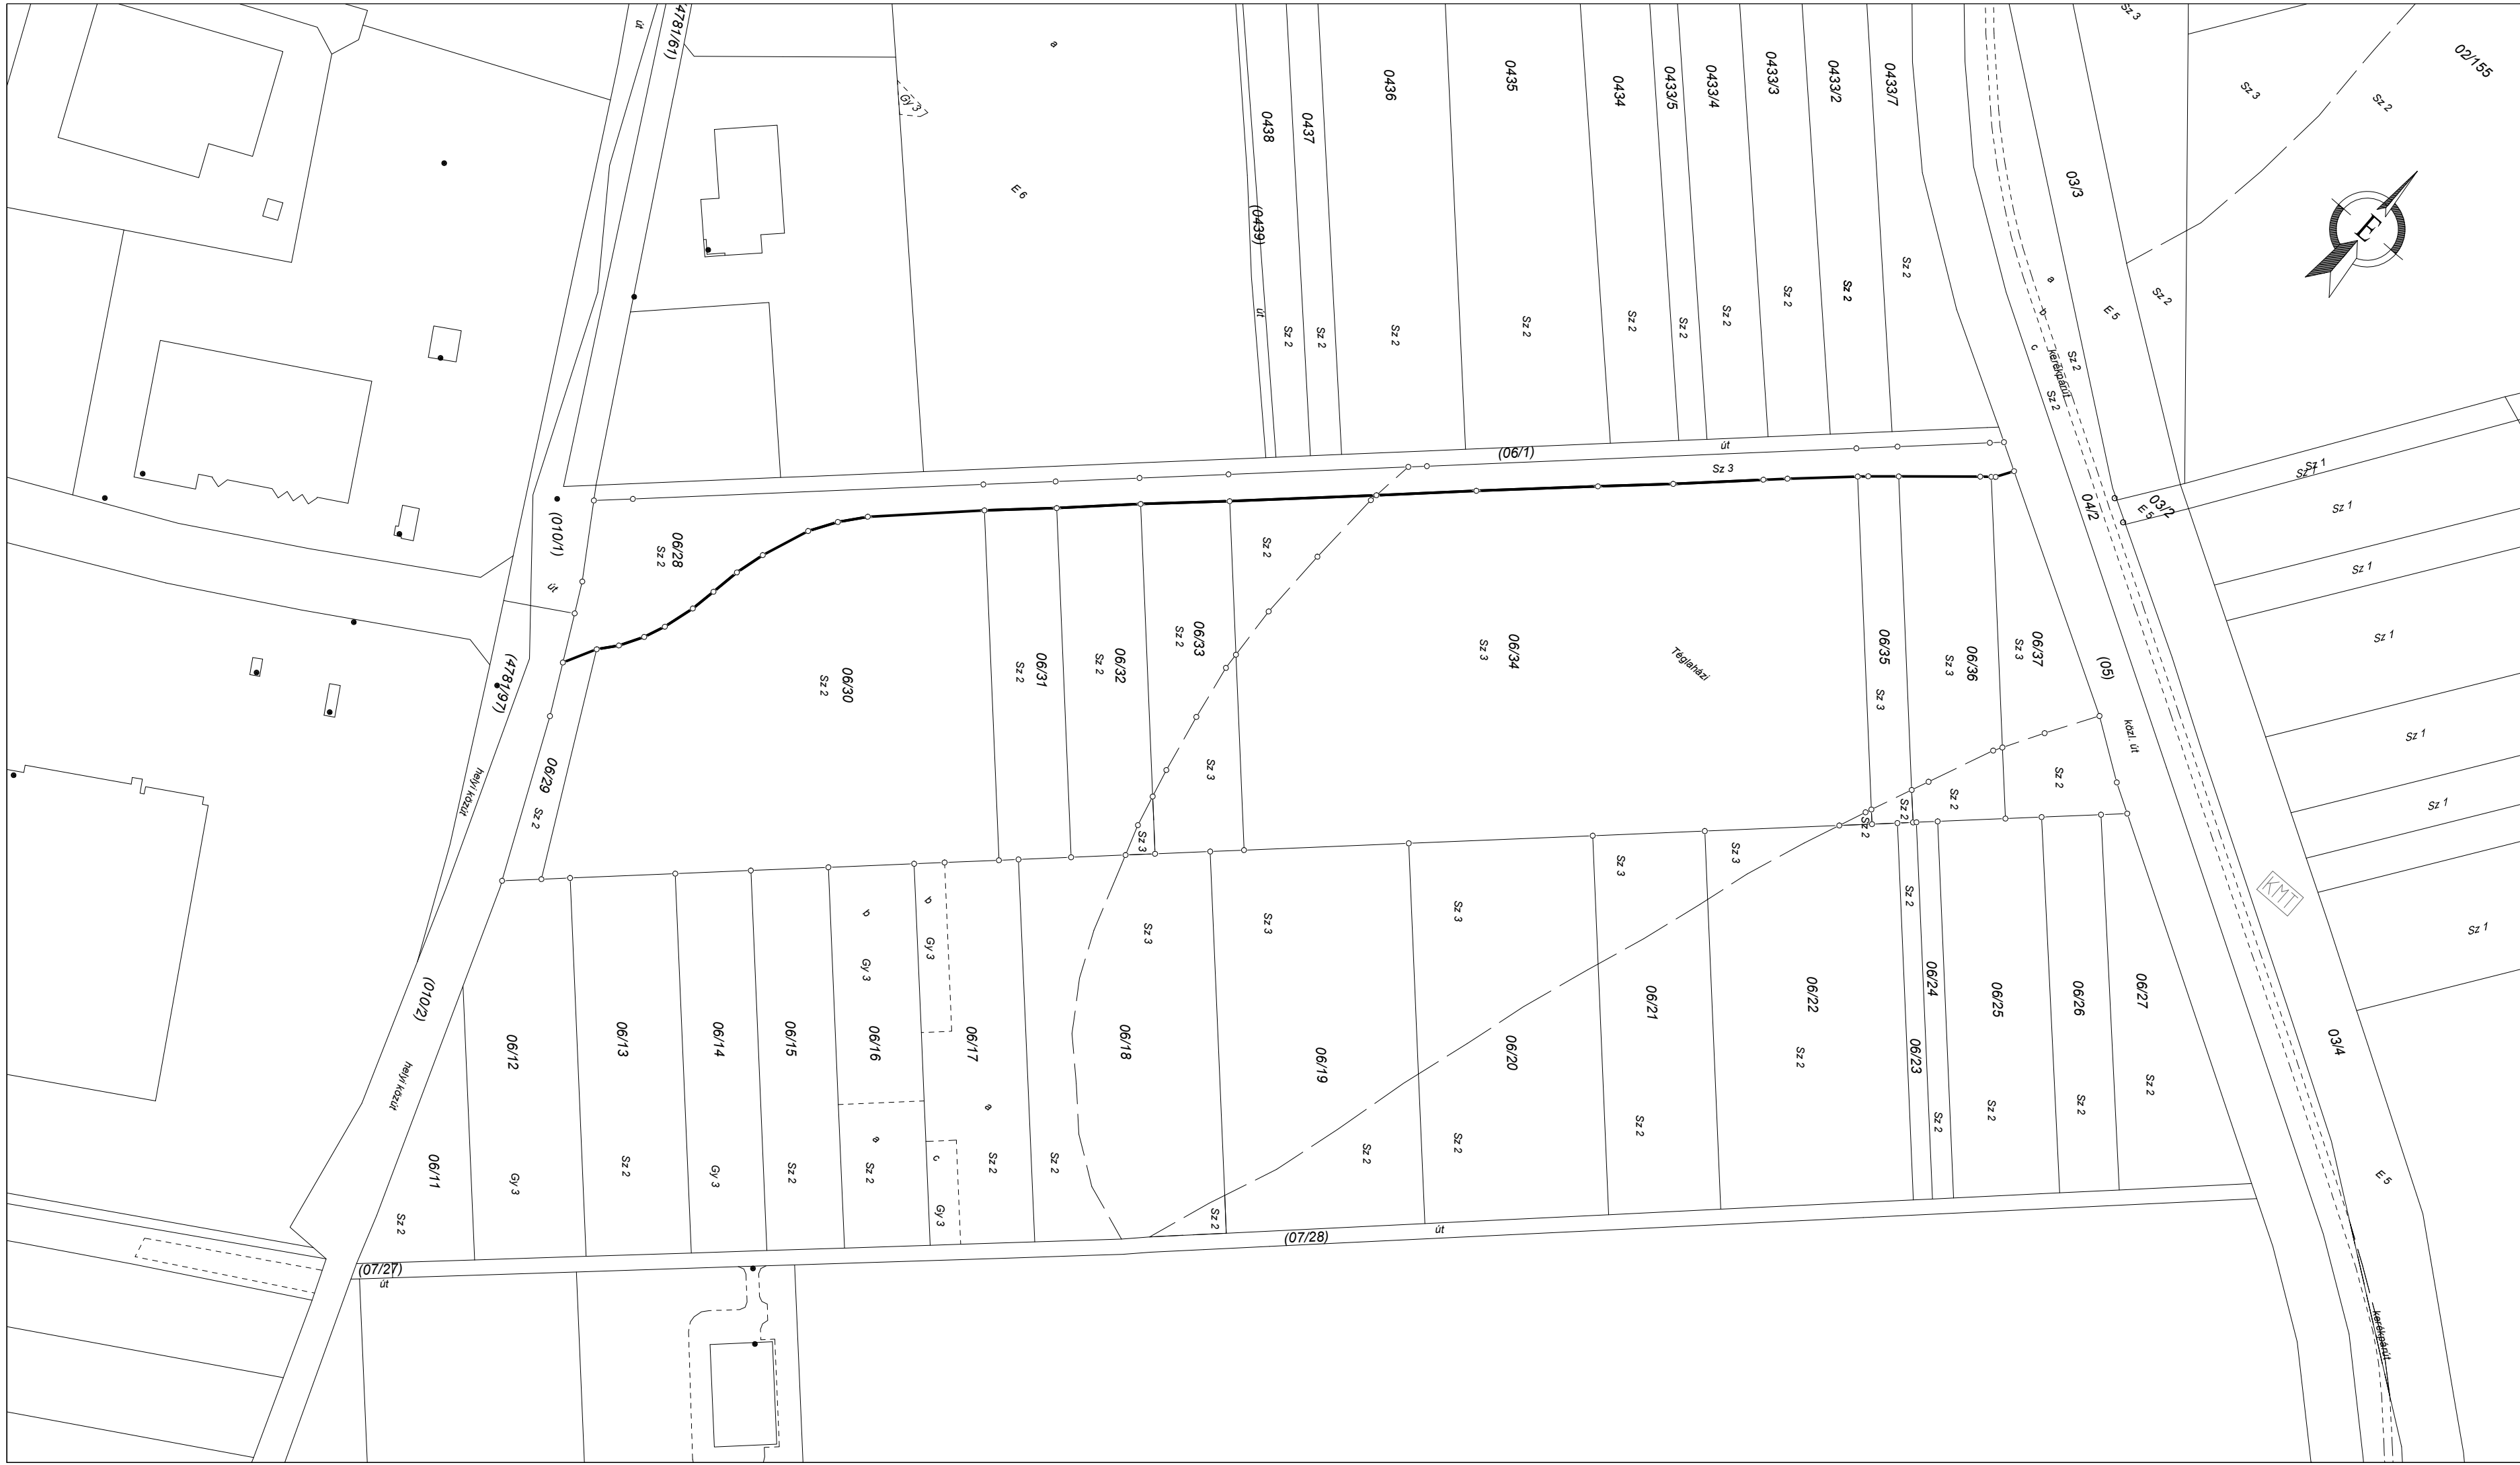 út
(4781/61)
a
Gy 3
E 6
0438
0437
0436
0435
0434
0433/5
0433/4
0433/3
0433/2
0433/7
(0439)
út
Sz 2
Sz 2
Sz 2
Sz 2
Sz 2
Sz 2
Sz 2
Sz 2
Sz 2
Sz 2
Sz 3
02/155
Sz 3
Sz 2
03/3
É
Sz 2
a
b
c
E 5
Sz 2
kerékpárút
Sz 2
(06/1)
út
Sz 3
04/2
03/2
E 5
Sz 1
Sz 1
Sz 1
Sz 1
Sz 1
Sz 1
Sz 1
Sz 1
(010/1)
út
06/28
Sz 2
Sz 2
06/30
Sz 2
06/31
Sz 2
06/32
Sz 2
06/33
Sz 2
Sz 3
Sz 3
06/34
Sz 3
Téglaházi
06/35
Sz 3
Sz 2
06/36
Sz 3
Sz 2
Sz 2
06/37
Sz 3
Sz 2
(05)
közl. út
(4781/97)
helyi közút
06/29
Sz 2
KMT
(010/2)
helyi közút
06/11
Sz 2
06/12
Gy 3
06/13
Sz 2
06/14
Gy 3
06/15
Sz 2
b
Gy 3
06/16
a
Sz 2
b
Gy 3
06/17
a
Sz 2
c
Gy 3
Sz 3
06/18
Sz 2
Sz 2
Sz 3
06/19
Sz 2
Sz 3
06/20
Sz 2
Sz 3
06/21
Sz 2
Sz 3
06/22
Sz 2
Sz 2
06/23
06/24
Sz 2
06/25
Sz 2
06/26
Sz 2
06/27
Sz 2
03/4
E 5
kerékpárút
(07/27)
út
(07/28)
út